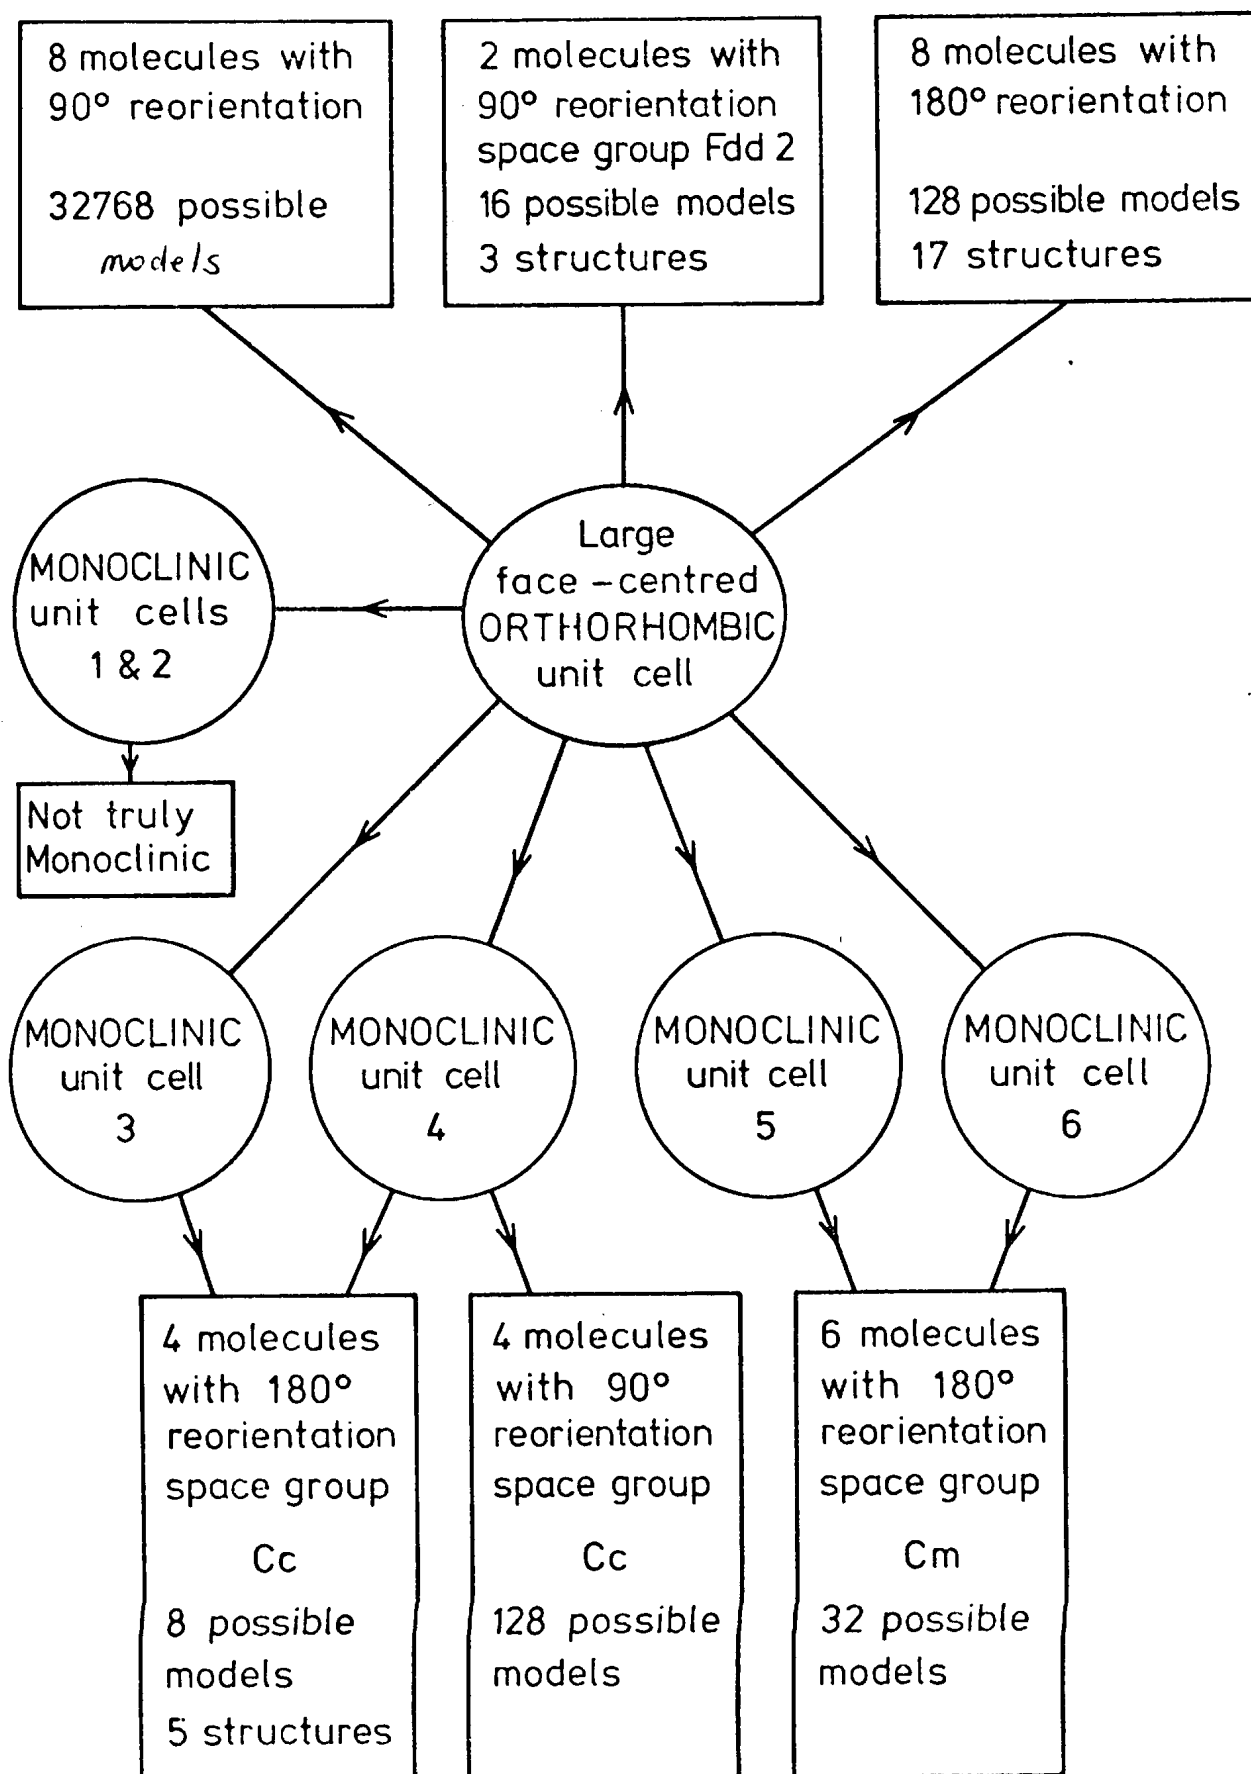 8 molecules with
90° reorientation
32768 possible
models
2 molecules with
90° reorientation
space group Fdd 2
16 possible models
3 structures
8 molecules with
180° reorientation
128 possible models
17 structures
Large
face-centred
ORTHORHOMBIC
unit cell
MONOCLINIC
unit cells
1 & 2
Not truly
Monoclinic
MONOCLINIC
unit cell
3
MONOCLINIC
unit cell
4
MONOCLINIC
unit cell
5
MONOCLINIC
unit cell
6
4 molecules
with 180°
reorientation
space group
Cc
8 possible
models
5 structures
4 molecules
with 90°
reorientation
space group
Cc
128 possible
models
6 molecules
with 180°
reorientation
space group
Cm
32 possible
models